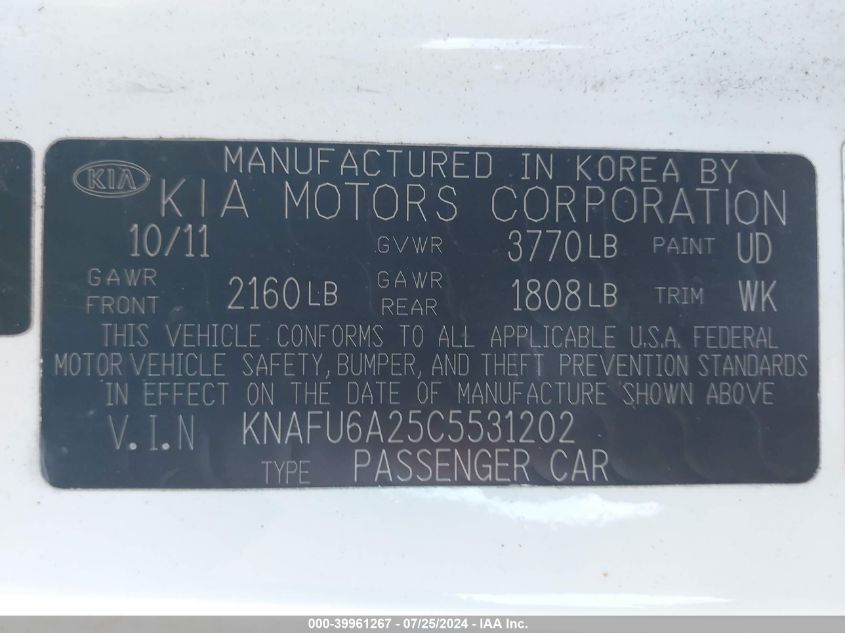 MANUFACTURED IN KOREA BY
KIA KIA MOTORS CORPORATION
10/11 GVWR 3770LB PAINT UD
GAWR FRONT 2160LB GAWR REAR 1808LB TRIM WK
THIS VEHICLE CONFORMS TO ALL APPLICABLE U.S.A. FEDERAL
MOTOR VEHICLE SAFETY, BUMPER, AND THEFT PREVENTION STANDARDS
IN EFFECT ON THE DATE OF MANUFACTURE SHOWN ABOVE
V.I.N KNAFU6A25C5531202
TYPE PASSENGER CAR
000-39961267 - 07/25/2024 - IAA Inc.